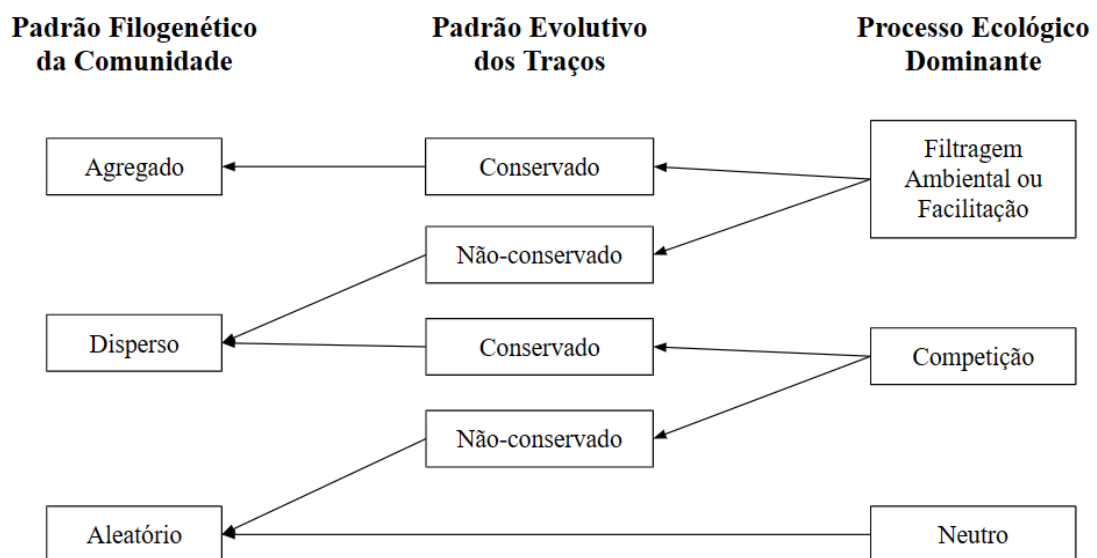 Padrão Filogenético
da Comunidade
Padrão Evolutivo
dos Traços
Processo Ecológico
Dominante
Agregado
Conservado
Filtragem
Ambiental ou
Facilitação
Não-conservado
Disperso
Conservado
Competição
Não-conservado
Aleatório
Neutro